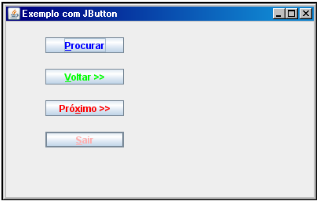 Exemplo com JButton
Procurar
Voltar >>
Próximo >>
Sair